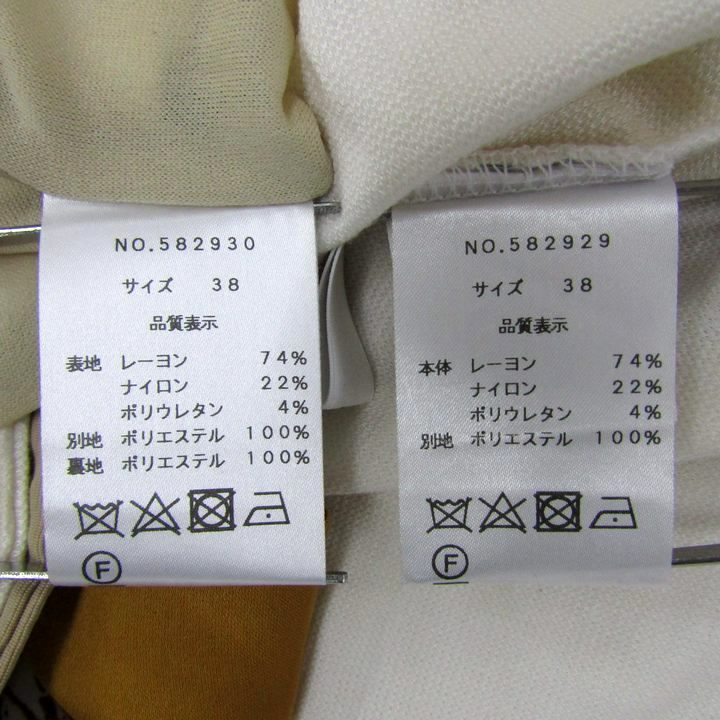 NO.582930
サイズ 38
品質表示
表地 レーヨン 74%
ナイロン 22%
ポリウレタン 4%
別地 ポリエステル 100%
裏地 ポリエステル 100%
F
NO.582929
サイズ 38
品質表示
本体 レーヨン 74%
ナイロン 22%
ポリウレタン 4%
別地 ポリエステル 100%
F